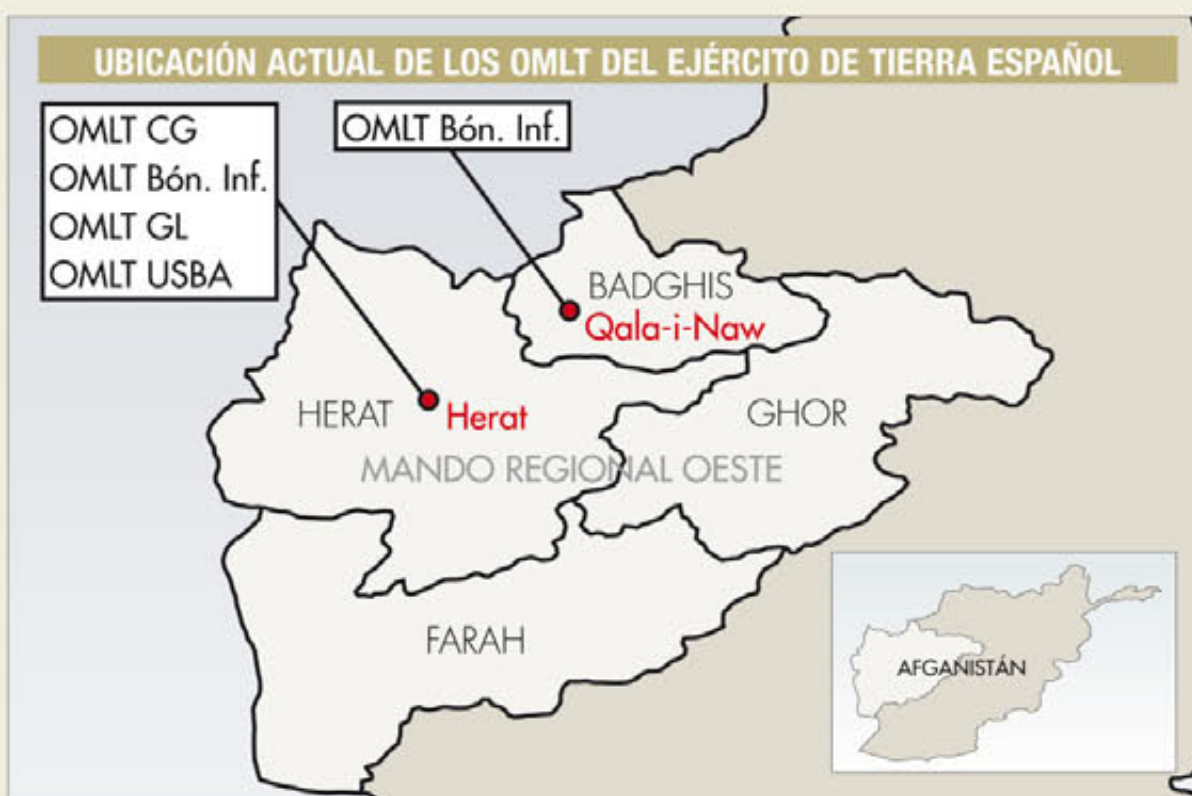 UBICACIÓN ACTUAL DE LOS OMLT DEL EJÉRCITO DE TIERRA ESPAÑOL
OMLT CG
OMLT Bón. Inf.
OMLT GL
OMLT USBA
OMLT Bón. Inf.
BADGHIS
Qala-i-Naw
HERAT
Herat
GHOR
MANDO REGIONAL OESTE
FARAH
AFGANISTÁN